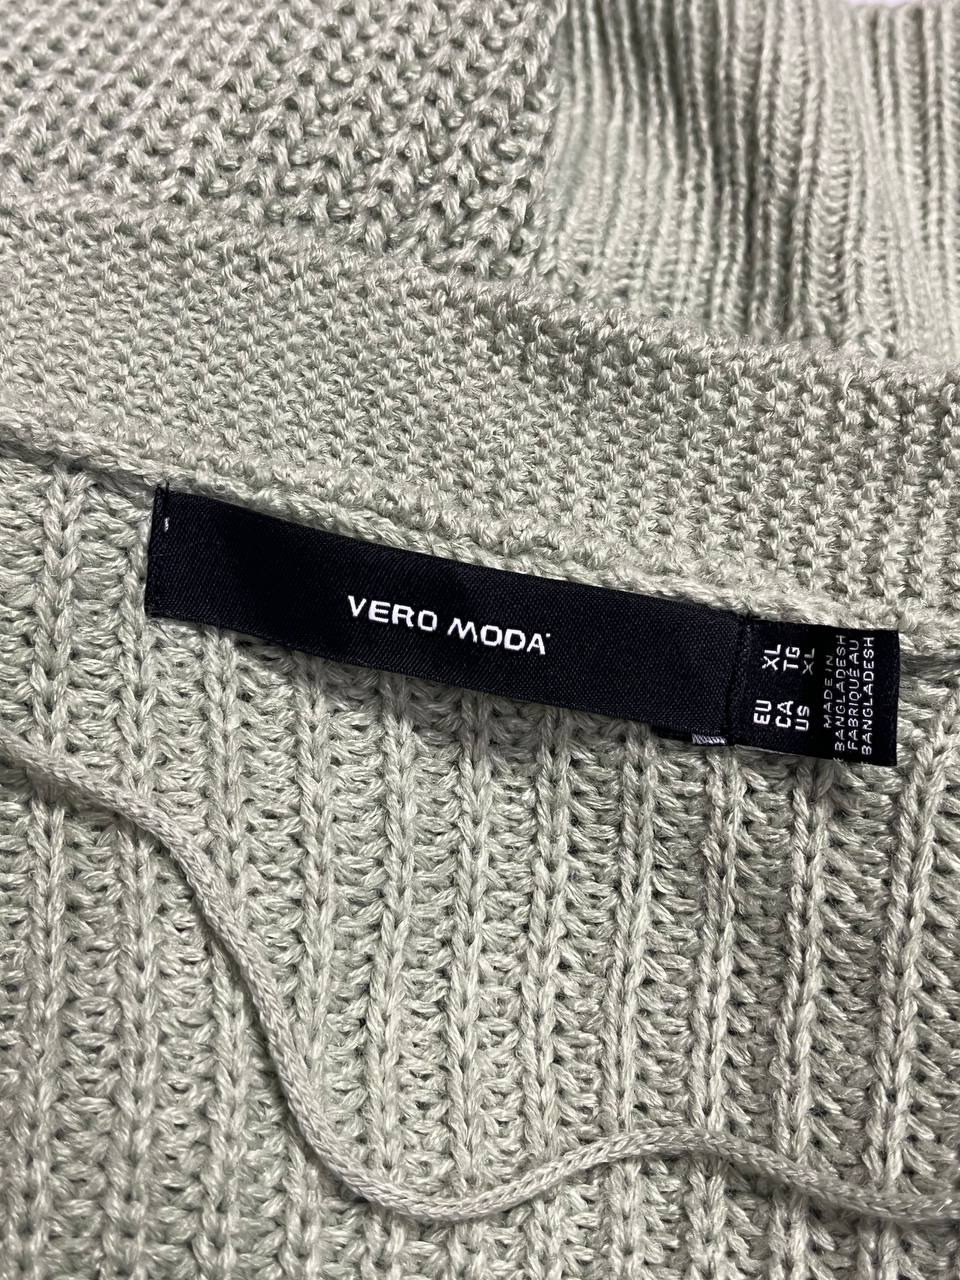 VERO MODA
EU XL
CA TG
US XL
MADE IN
BANGLADESH
FABRIQUÉ AU
BANGLADESH